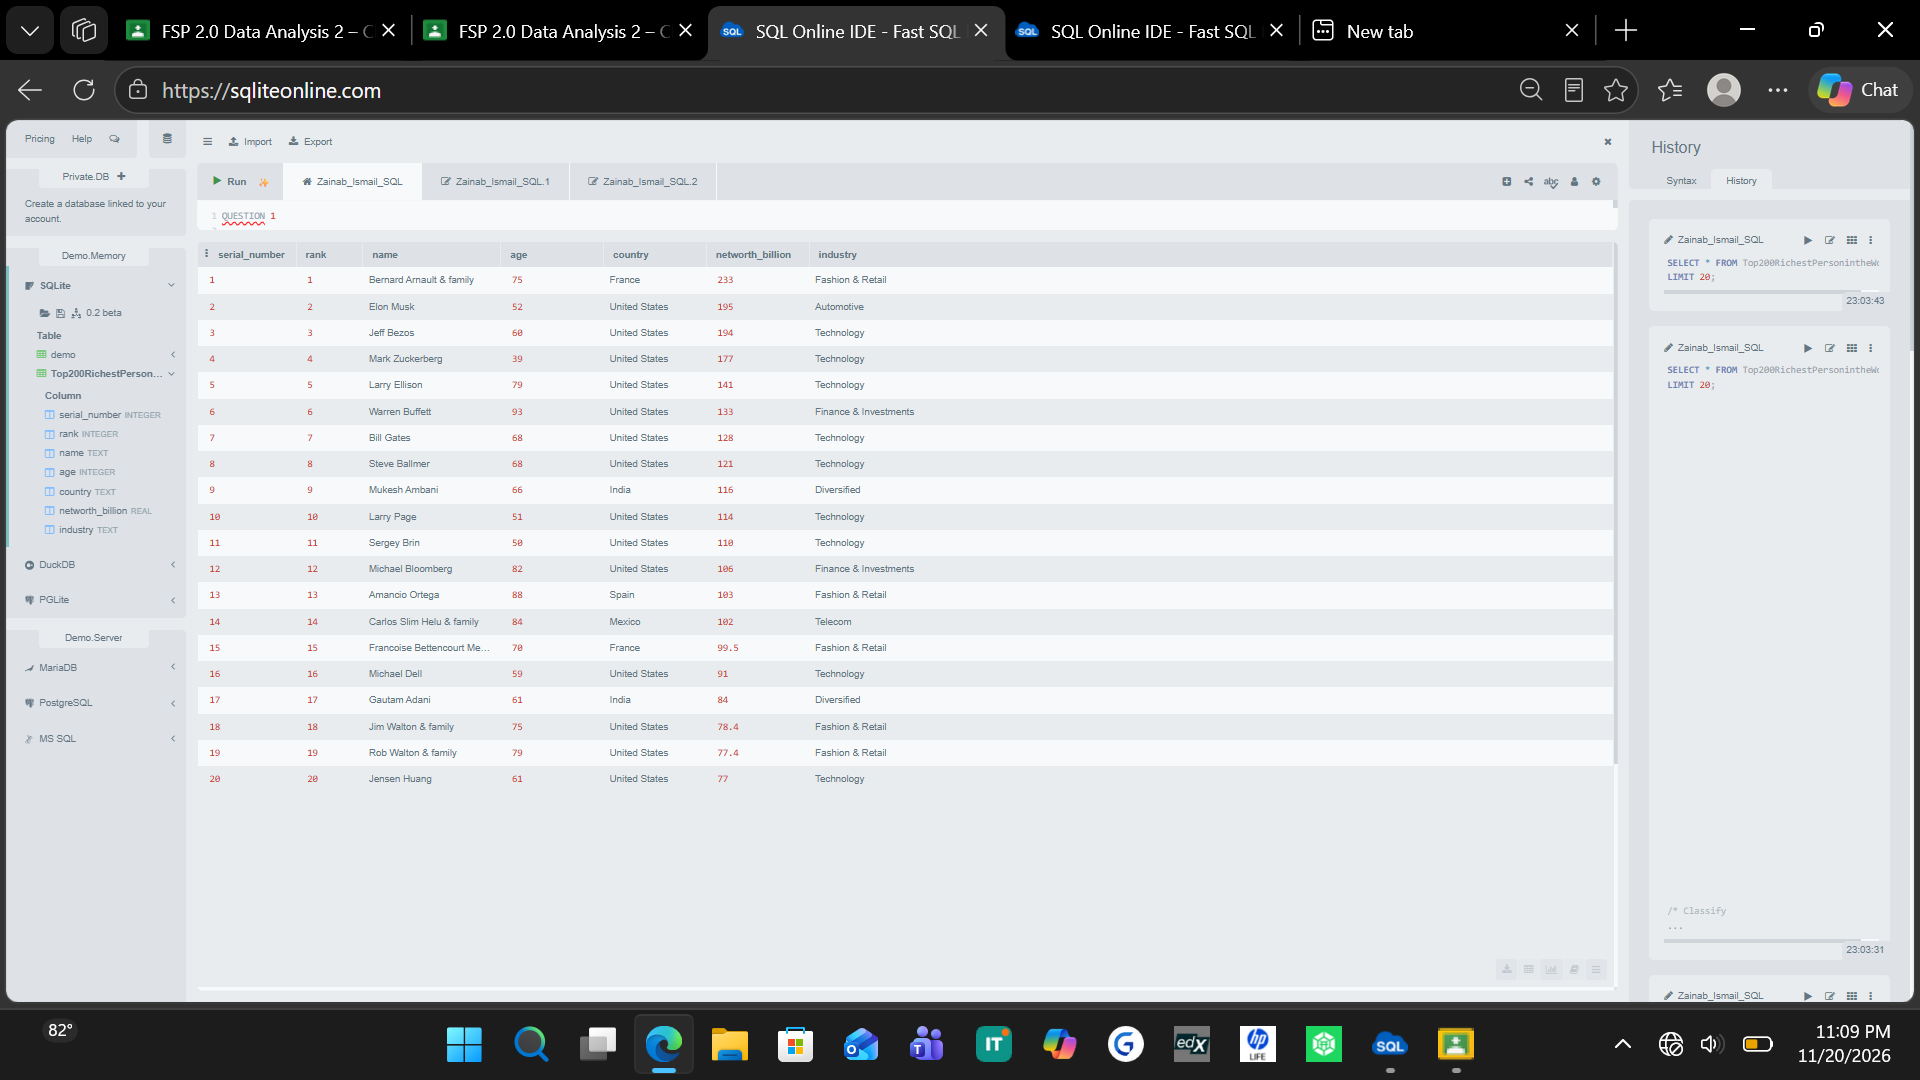 FSP 2.0 Data Analysis 2 – C
FSP 2.0 Data Analysis 2 – C
SQL Online IDE - Fast SQL
SQL Online IDE - Fast SQL
New tab
https://sqliteonline.com
Chat
Pricing Help
Import Export
History
Private.DB
Run Zainab_Ismail_SQL Zainab_Ismail_SQL.1 Zainab_Ismail_SQL.2
abc
Syntax History
Create a database linked to your
account.
1 QUESTION 1
Demo.Memory
SQLite
0.2 beta
Table
demo
Top200RichestPerson...
Column
serial_number INTEGER
rank INTEGER
name TEXT
age INTEGER
country TEXT
networth_billion REAL
industry TEXT
DuckDB
PGLite
Demo.Server
MariaDB
PostgreSQL
MS SQL
serial_number rank name age country networth_billion industry
1 1 Bernard Arnault & family 75 France 233 Fashion & Retail
2 2 Elon Musk 52 United States 195 Automotive
3 3 Jeff Bezos 60 United States 194 Technology
4 4 Mark Zuckerberg 39 United States 177 Technology
5 5 Larry Ellison 79 United States 141 Technology
6 6 Warren Buffett 93 United States 133 Finance & Investments
7 7 Bill Gates 68 United States 128 Technology
8 8 Steve Ballmer 68 United States 121 Technology
9 9 Mukesh Ambani 66 India 116 Diversified
10 10 Larry Page 51 United States 114 Technology
11 11 Sergey Brin 50 United States 110 Technology
12 12 Michael Bloomberg 82 United States 106 Finance & Investments
13 13 Amancio Ortega 88 Spain 103 Fashion & Retail
14 14 Carlos Slim Helu & family 84 Mexico 102 Telecom
15 15 Francoise Bettencourt Me... 70 France 99.5 Fashion & Retail
16 16 Michael Dell 59 United States 91 Technology
17 17 Gautam Adani 61 India 84 Diversified
18 18 Jim Walton & family 75 United States 78.4 Fashion & Retail
19 19 Rob Walton & family 79 United States 77.4 Fashion & Retail
20 20 Jensen Huang 61 United States 77 Technology
Zainab_Ismail_SQL
SELECT * FROM Top200RichestPersonintheWo
LIMIT 20;
23:03:43
Zainab_Ismail_SQL
SELECT * FROM Top200RichestPersonintheWo
LIMIT 20;
/* Classify
...
23:03:31
Zainab_Ismail_SQL
82°
IT
edX
hp
LIFE
SQL
11:09 PM
11/20/2026